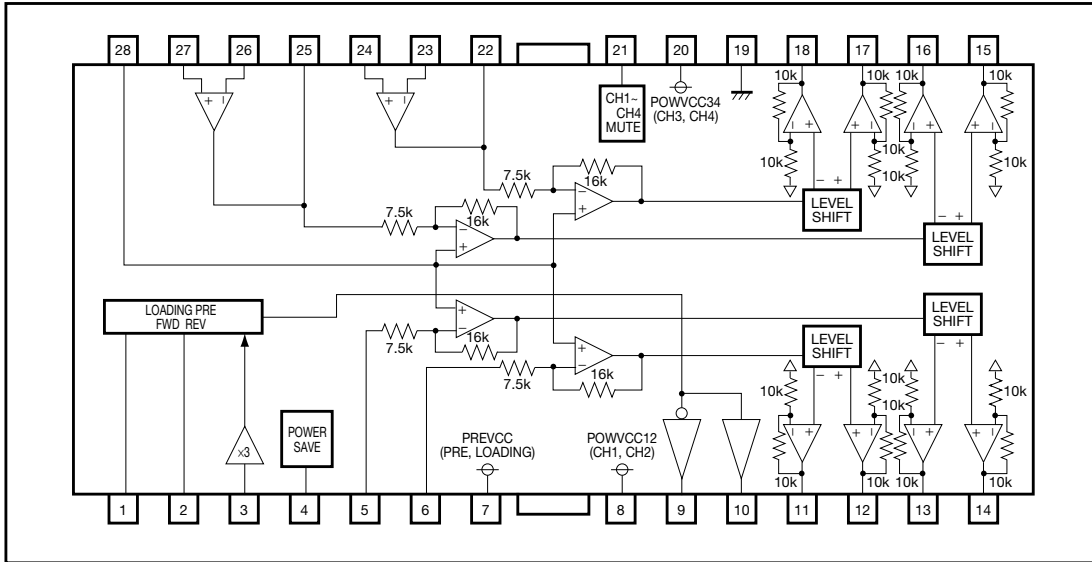 28 27 26 25 24 23 22 21 20 19 18 17 16 15
10k 10k 10k 10k
+ − + −
CH1~
CH4
MUTE
POWVCC34
(CH3, CH4)
− + + − − + + −
10k 10k 10k 10k
− +
LEVEL
SHIFT
− +
LEVEL
SHIFT
7.5k 16k
− +
7.5k 16k
− +
LOADING PRE
FWD REV
+ −
7.5k 16k
+ −
7.5k 16k
LEVEL
SHIFT
− +
LEVEL
SHIFT
− +
10k 10k 10k 10k
− + + − − + + −
10k 10k 10k 10k
×3
POWER
SAVE
PREVCC
(PRE, LOADING)
POWVCC12
(CH1, CH2)
1 2 3 4 5 6 7 8 9 10 11 12 13 14